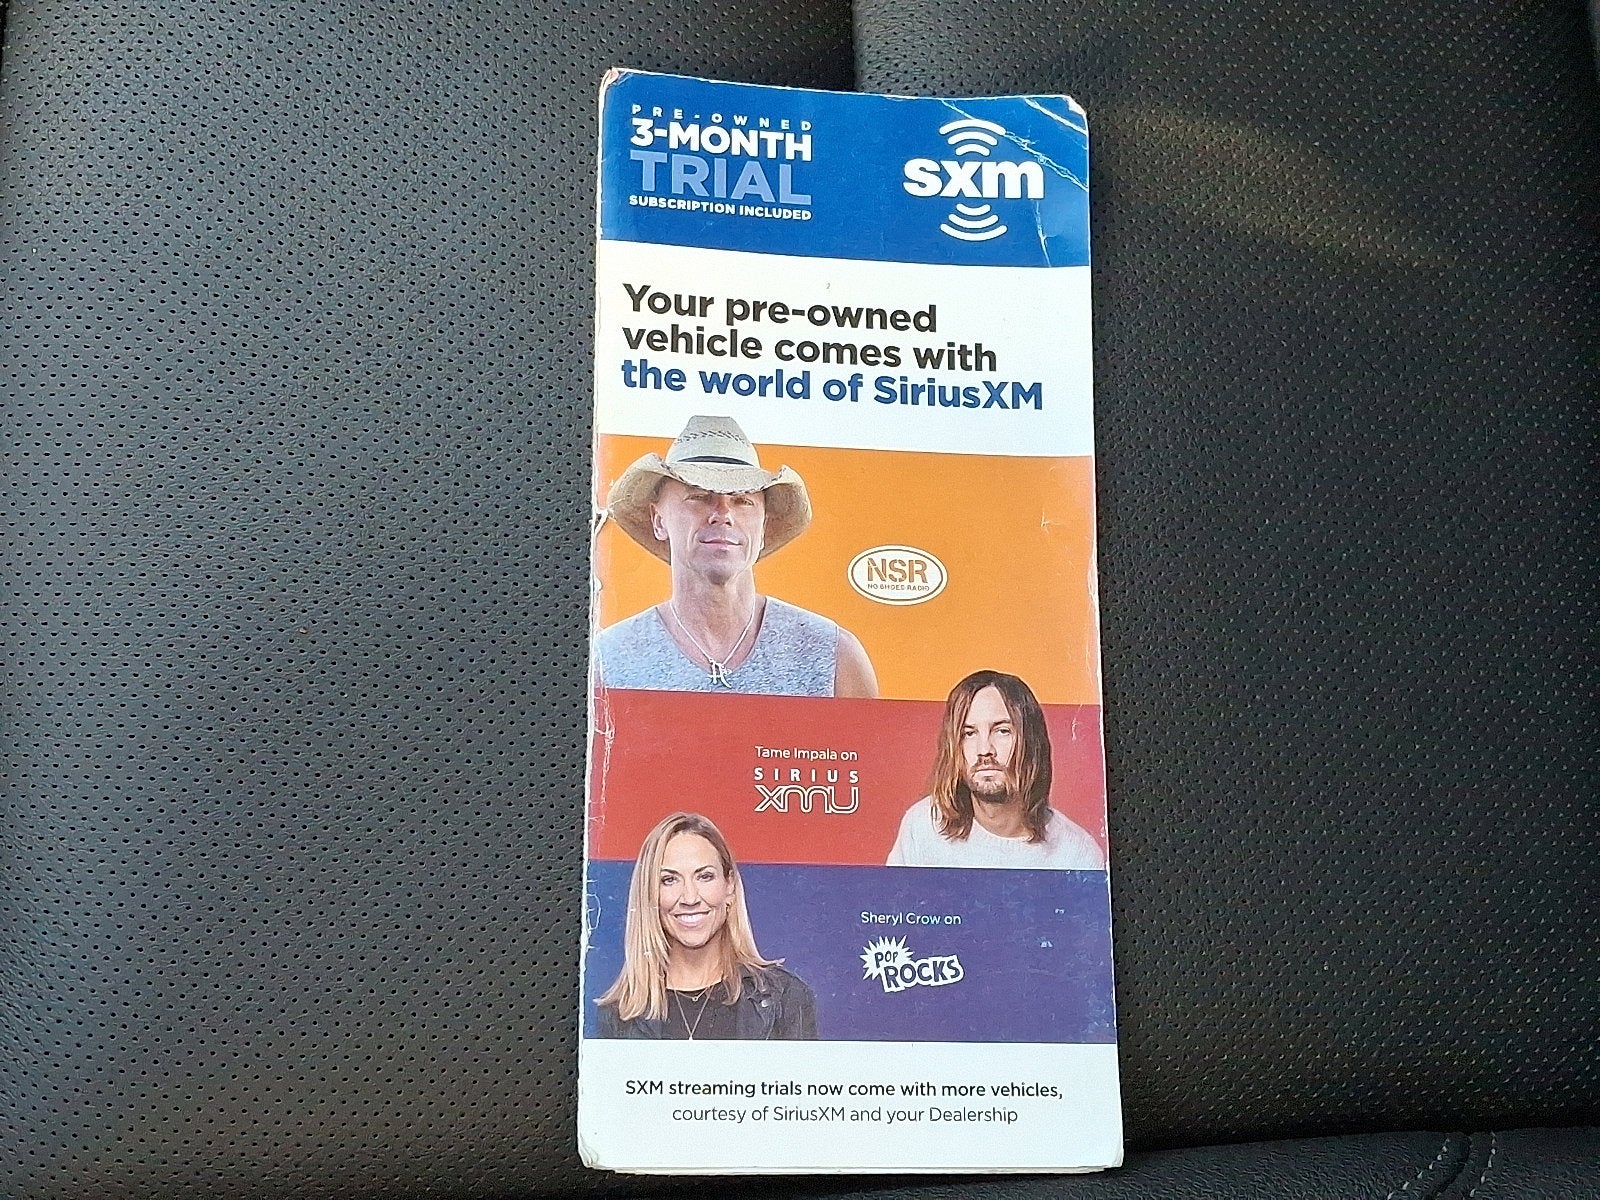 PRE-OWNED
3-MONTH
TRIAL
SUBSCRIPTION INCLUDED
sxm
Your pre-owned
vehicle comes with
the world of SiriusXM
NSR
NO SHOES RADIO
Tame Impala on
SIRIUS
xmu
Sheryl Crow on
POP
ROCKS
SXM streaming trials now come with more vehicles,
courtesy of SiriusXM and your Dealership